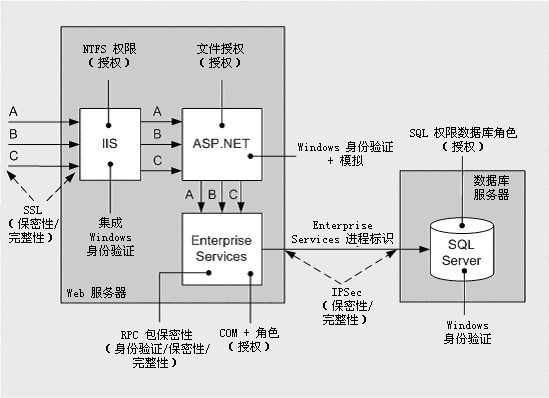 NTFS 权限
（授权）
文件授权
（授权）
A
B
C
IIS
A
B
C
ASP.NET
SQL 权限数据库角色
（授权）
Windows 身份验证
+ 模拟
数据库
服务器
SSL
（保密性/
完整性）
集成
Windows
身份验证
A
B
C
Enterprise
Services
Enterprise
Services 进程标识
SQL
Server
Web 服务器
IPSec
（保密性/
完整性）
RPC 包保密性
（身份验证/保密性/
完整性）
COM + 角色
（授权）
Windows
身份验证